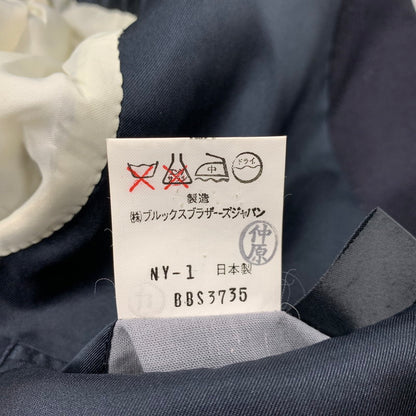 中 ドライ
製造
㈱ブルックスブラザーズジャパン
仲原
NY-1 日本製
カ
BBS3735